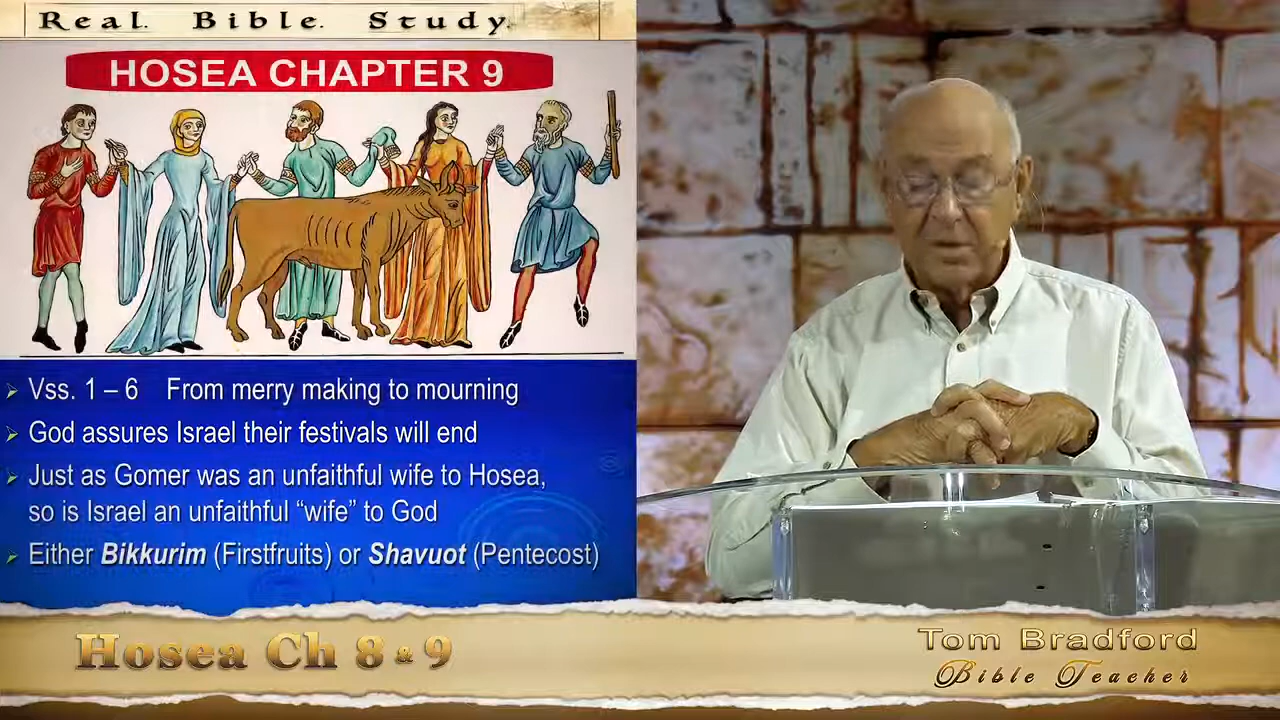 Real. Bible. Study.
HOSEA CHAPTER 9
Vss. 1 – 6 From merry making to mourning
God assures Israel their festivals will end
Just as Gomer was an unfaithful wife to Hosea,
so is Israel an unfaithful “wife” to God
Either Bikkurim (Firstfruits) or Shavuot (Pentecost)
Hosea Ch 8 & 9
Tom Bradford
Bible Teacher